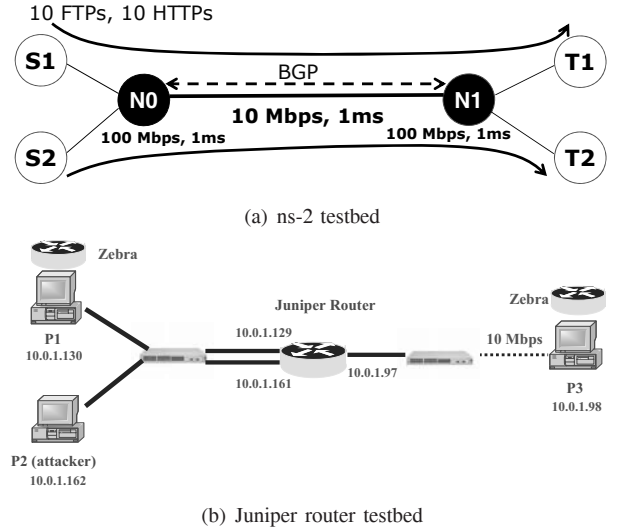 10 FTPs, 10 HTTPs
S1
T1
BGP
N0
N1
10 Mbps, 1ms
100 Mbps, 1ms
100 Mbps, 1ms
S2
T2
(a) ns-2 testbed
Zebra
Juniper Router
Zebra
P1
10.0.1.130
10.0.1.129
10.0.1.161
10.0.1.97
10 Mbps
P3
10.0.1.98
P2 (attacker)
10.0.1.162
(b) Juniper router testbed